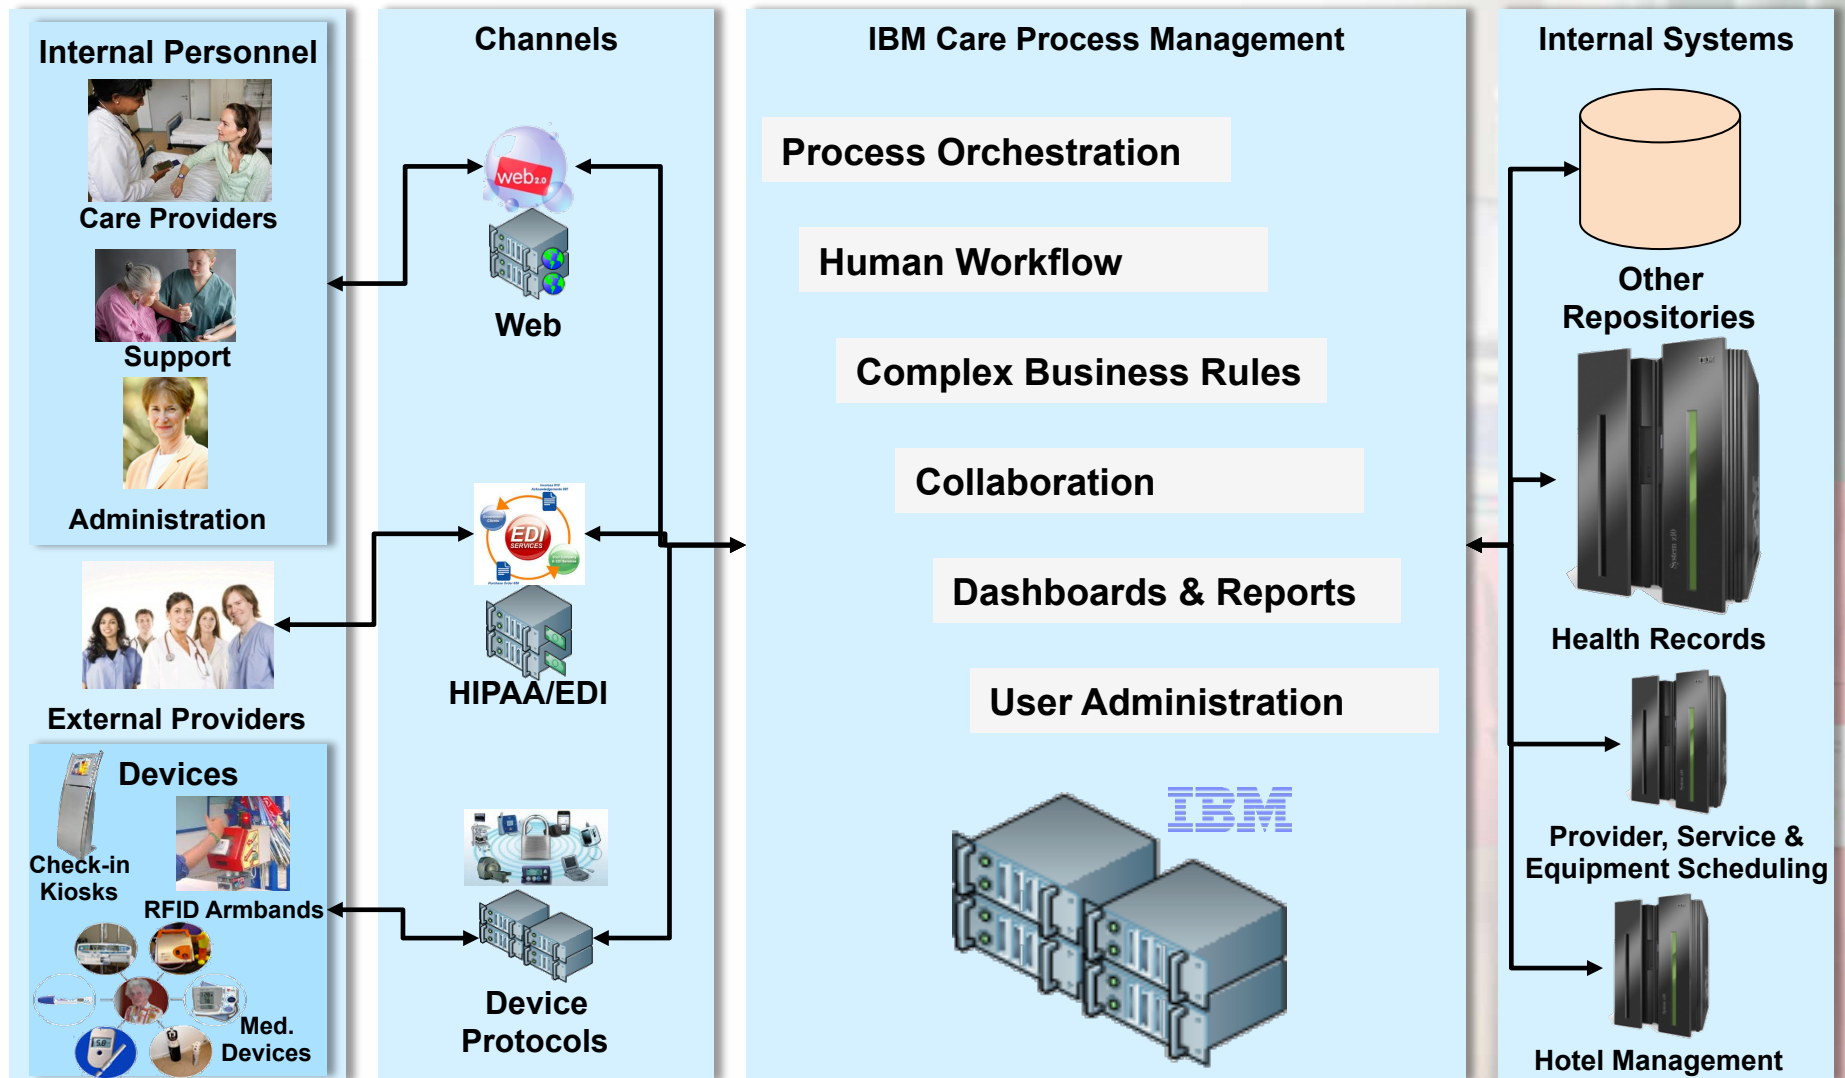 Internal Personnel
Care Providers
Support
Administration
External Providers
Devices
Check-in
Kiosks
RFID Armbands
Med.
Devices
Channels
web2.0
Web
EDI
SERVICES
HIPAA/EDI
Device
Protocols
IBM Care Process Management
Process Orchestration
Human Workflow
Complex Business Rules
Collaboration
Dashboards & Reports
User Administration
IBM
Internal Systems
Other
Repositories
Health Records
Provider, Service &
Equipment Scheduling
Hotel Management